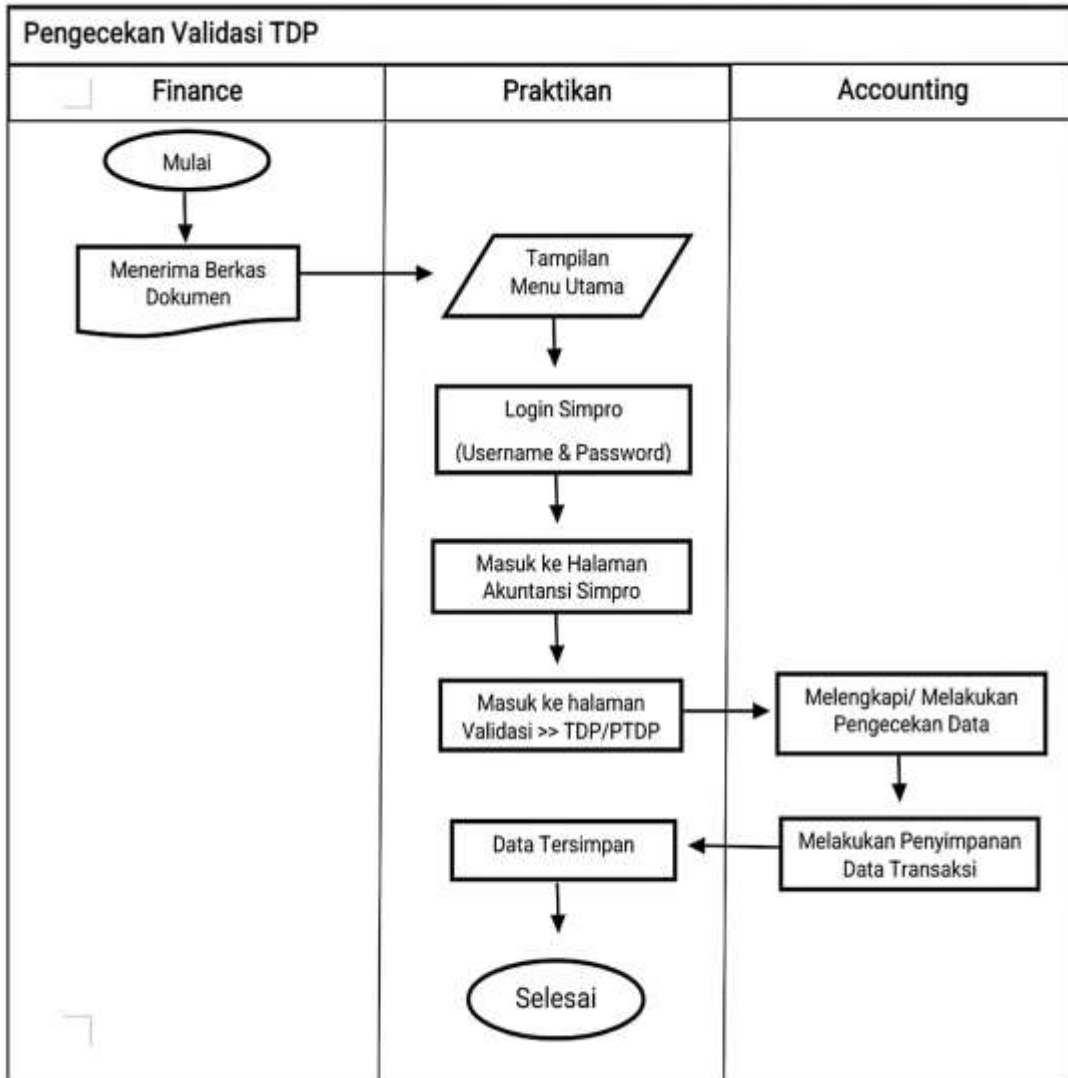 Pengecekan Validasi TDP
Finance
Praktikan
Accounting
Mulai
Menerima Berkas
Dokumen
Tampilan
Menu Utama
Login Simpro
(Username & Password)
Masuk ke Halaman
Akuntansi Simpro
Masuk ke halaman
Validasi >> TDP/PTDP
Melengkapi/ Melakukan
Pengecekan Data
Melakukan Penyimpanan
Data Transaksi
Data Tersimpan
Selesai